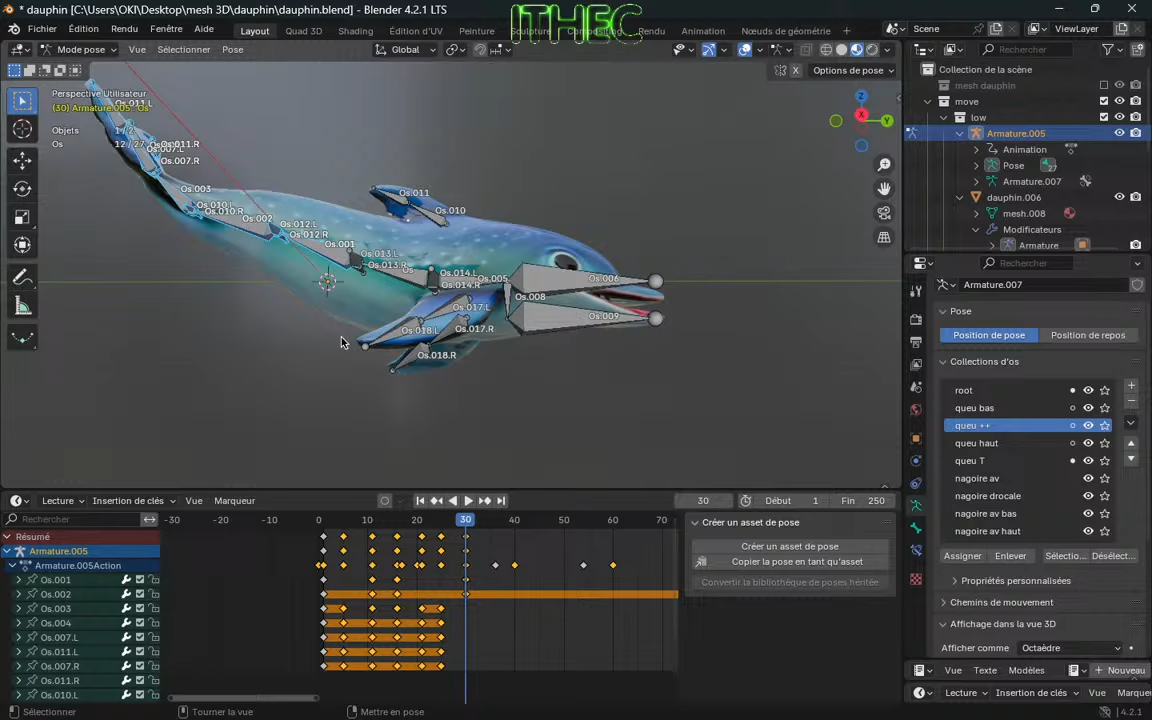 * dauphin [C:\Users\OKI\Desktop\mesh 3D\dauphin\dauphin.blend] - Blender 4.2.1 LTS
ITHEC
Fichier Édition Rendu Fenêtre Aide Layout Quad 3D Shading Édition d'UV Peinture Sculpture Rendu Animation Nœuds de géométrie Scene ViewLayer
Mode pose Vue Sélectionner Pose Global Rechercher
X Options de pose
Perspective Utilisateur
(30) Armature.005 : Os
Objets 1/2
Os 12/27
Os.011.L
Os.011.R
Os.007.L
Os.007.R
Os.003
Os.010.L
Os.010.R
Os.002
Os.012.L
Os.012.R
Os.001
Os.013.L
Os.013.R
Os
Os.011
Os.010
Os.014.L
Os.014.R
Os.005
Os.006
Os.008
Os.009
Os.017.L
Os.017.R
Os.018.L
Os.018.R
Z
X
Y
Collection de la scène
mesh dauphin
move
low
Armature.005
Animation
Pose
27
Armature.007
dauphin.006
mesh.008
Modificateurs
Armature
Rechercher
Armature.007
Pose
Position de pose Position de repos
Collections d'os
root
queu bas
queu ++
queu haut
queu T
nagoire av
nagoire drocale
nagoire av bas
nagoire av haut
Assigner Enlever Sélectio... Désélect...
Propriétés personnalisées
Chemins de mouvement
Affichage dans la vue 3D
Afficher comme Octaèdre
Vue Texte Modèles Nouveau
Lecture Insertion de clés Vue Marque
Lecture Insertion de clés Vue Marqueur 30 Début 1 Fin 250
Rechercher -30 -20 -10 0 10 20 30 40 50 60 70
Résumé
Armature.005
Armature.005Action
Os.001
Os.002
Os.003
Os.004
Os.007.L
Os.011.L
Os.007.R
Os.011.R
Os.010.L
Créer un asset de pose
Créer un asset de pose
Copier la pose en tant qu'asset
Convertir la bibliothèque de poses héritée
Sélectionner Tourner la vue Mettre en pose 4.2.1